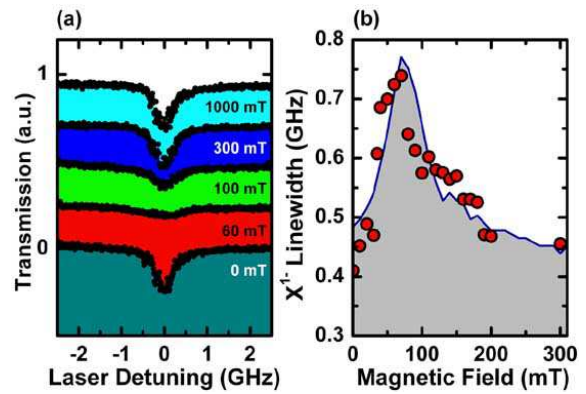 (a)
Transmission (a.u.)
1
0
1000 mT
300 mT
100 mT
60 mT
0 mT
-2 -1 0 1 2
Laser Detuning (GHz)
(b)
X¹⁻ Linewidth (GHz)
0.8
0.7
0.6
0.5
0.4
0.3
0 100 200 300
Magnetic Field (mT)